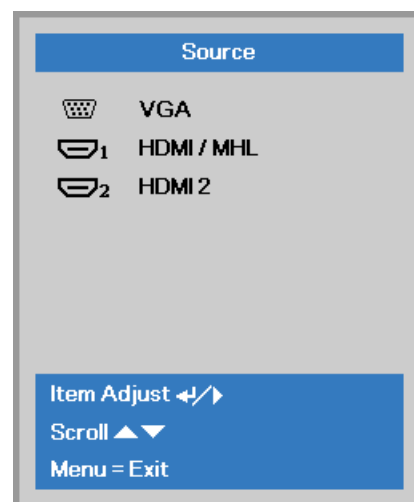 Source
VGA
1 HDMI / MHL
2 HDMI 2
Item Adjust ↵/▶
Scroll ▲▼
Menu = Exit